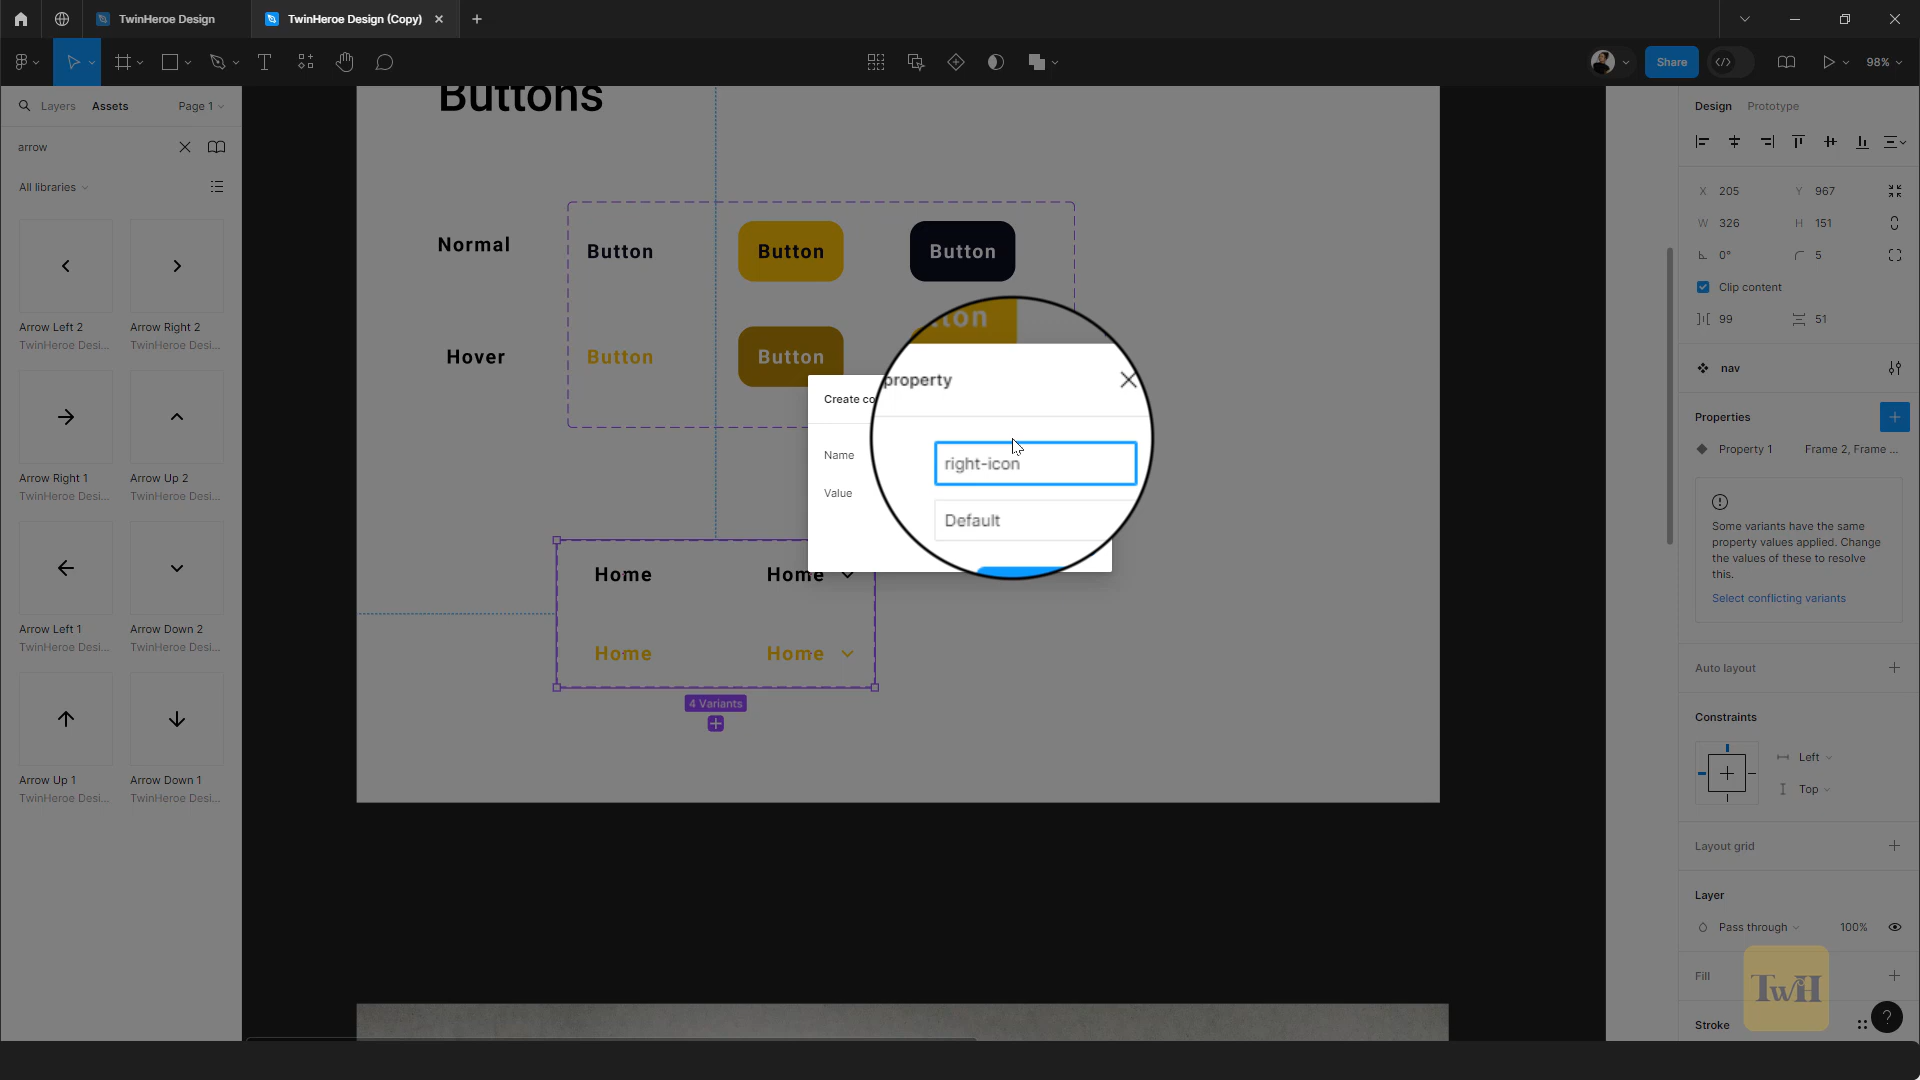 TwinHeroe Design
TwinHeroe Design (Copy)
Share
98%
Layers
Assets
Page 1
arrow
All libraries
Arrow Left 2
TwinHeroe Desi...
Arrow Right 2
TwinHeroe Desi...
Arrow Right 1
TwinHeroe Desi...
Arrow Up 2
TwinHeroe Desi...
Arrow Left 1
TwinHeroe Desi...
Arrow Down 2
TwinHeroe Desi...
Arrow Up 1
TwinHeroe Desi...
Arrow Down 1
TwinHeroe Desi...
Buttons
Normal
Button
Button
Button
Hover
Button
Button
Create co
property
Name
right-icon
Value
Default
Home
Home
Home
Home
4 Variants
Design
Prototype
X 205
Y 967
W 326
H 151
0°
5
Clip content
99
51
nav
Properties
Property 1
Frame 2, Frame ...
Some variants have the same
property values applied. Change
the values of these to resolve
this.
Select conflicting variants
Auto layout
Constraints
Left
Top
Layout grid
Layer
Pass through
100%
Fill
TwH
Stroke
?